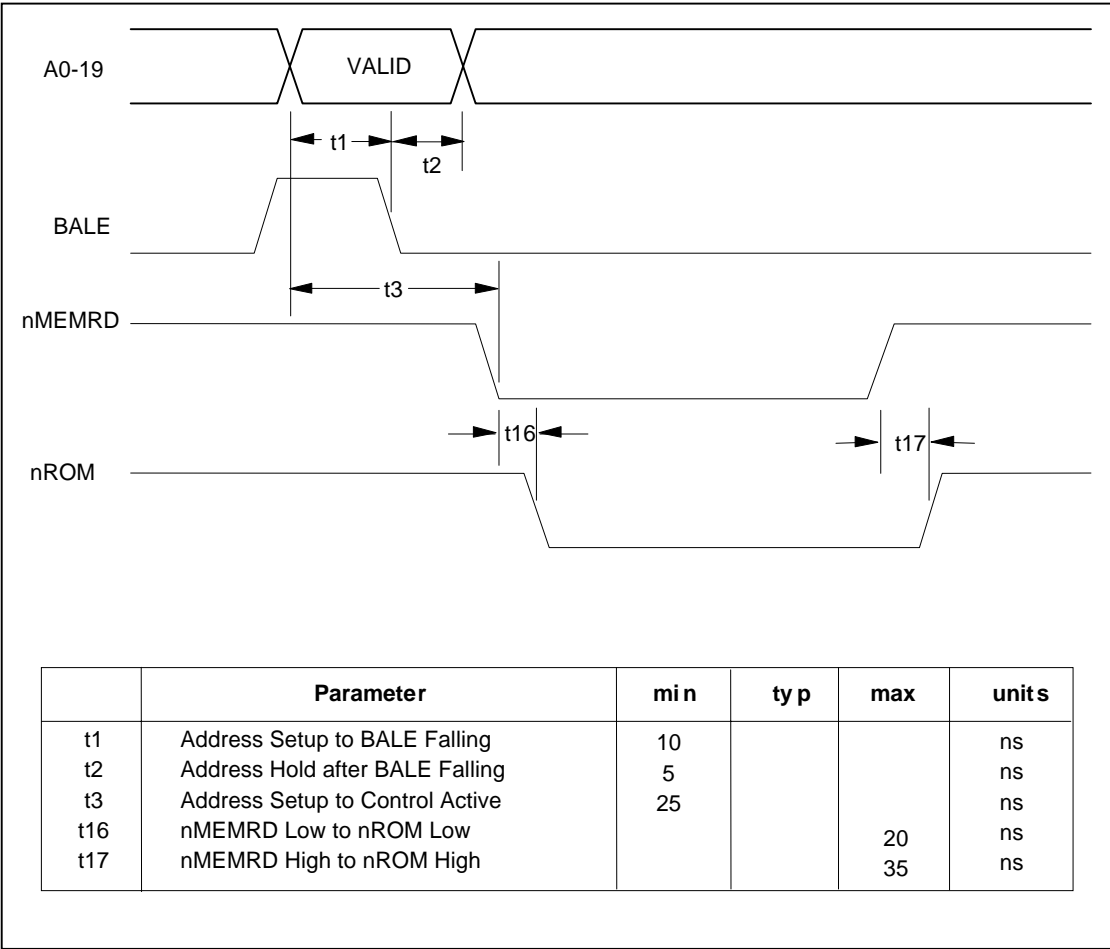 A0-19
VALID
t1
t2
BALE
t3
nMEMRD
t16
t17
nROM
Parameter min typ max units
t1 Address Setup to BALE Falling 10 ns
t2 Address Hold after BALE Falling 5 ns
t3 Address Setup to Control Active 25 ns
t16 nMEMRD Low to nROM Low 20 ns
t17 nMEMRD High to nROM High 35 ns